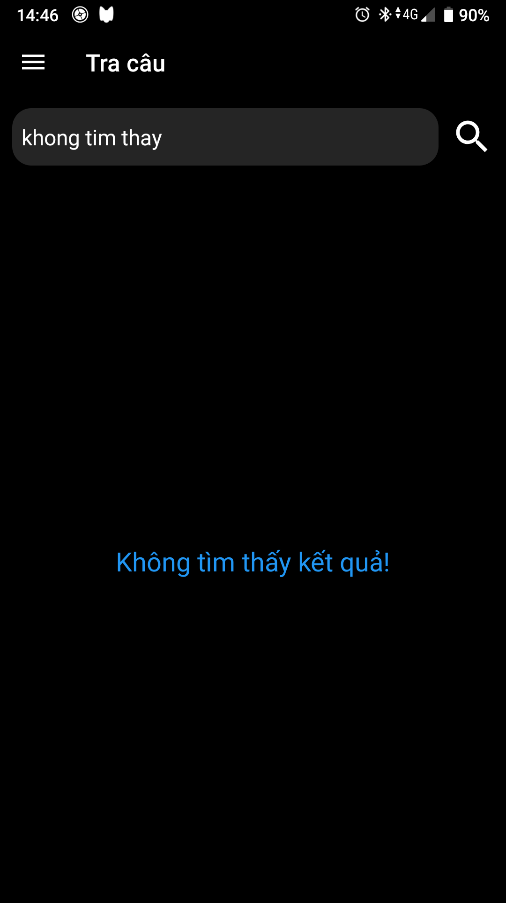 14:46 4G 90%
Tra câu
khong tim thay
Không tìm thấy kết quả!